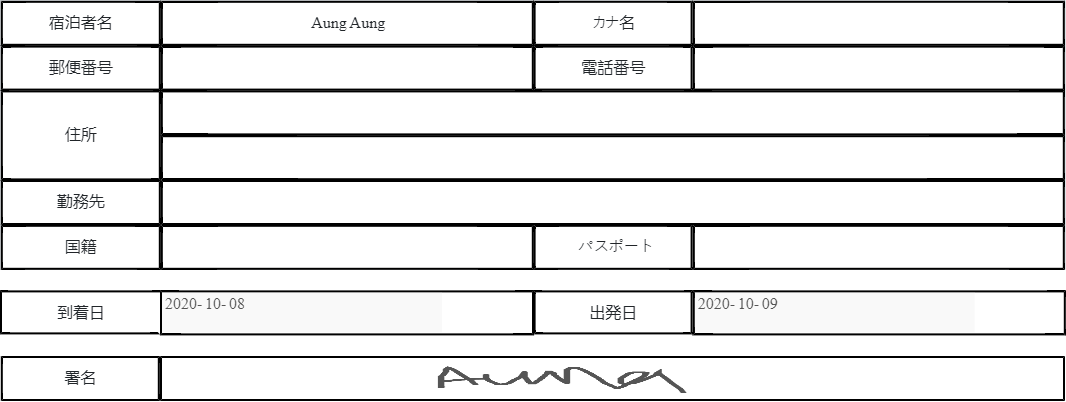 宿泊者名 Aung Aung カナ名
郵便番号 電話番号
住所
勤務先
国籍 パスポート
到着日 2020-10-08 出発日 2020-10-09
署名 Aung